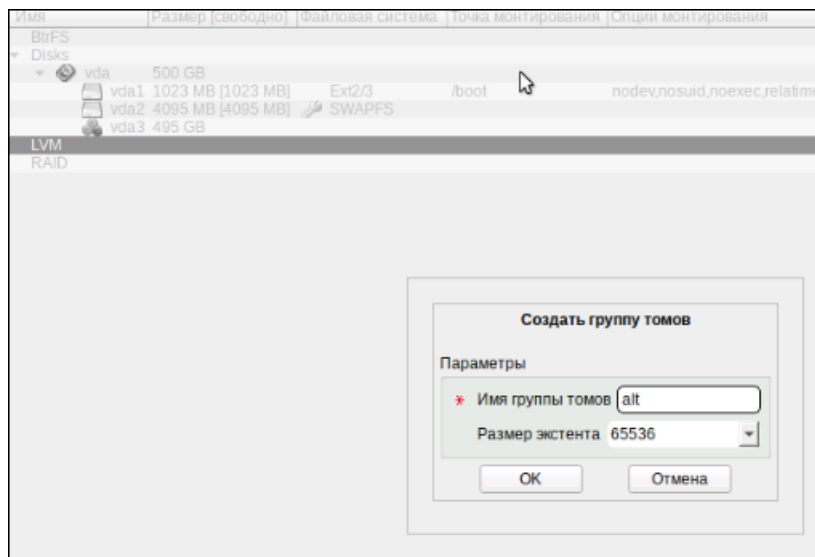 Имя Размер [свободно] Файловая система Точка монтирования Опции монтирования
BtrFS
Disks
vda 500 GB
vda1 1023 MB [1023 MB] Ext2/3 /boot nodev,nosuid,noexec,relatime
vda2 4095 MB [4095 MB] SWAPFS
vda3 495 GB
LVM
RAID
Создать группу томов
Параметры
* Имя группы томов alt
Размер экстента 65536
OK Отмена